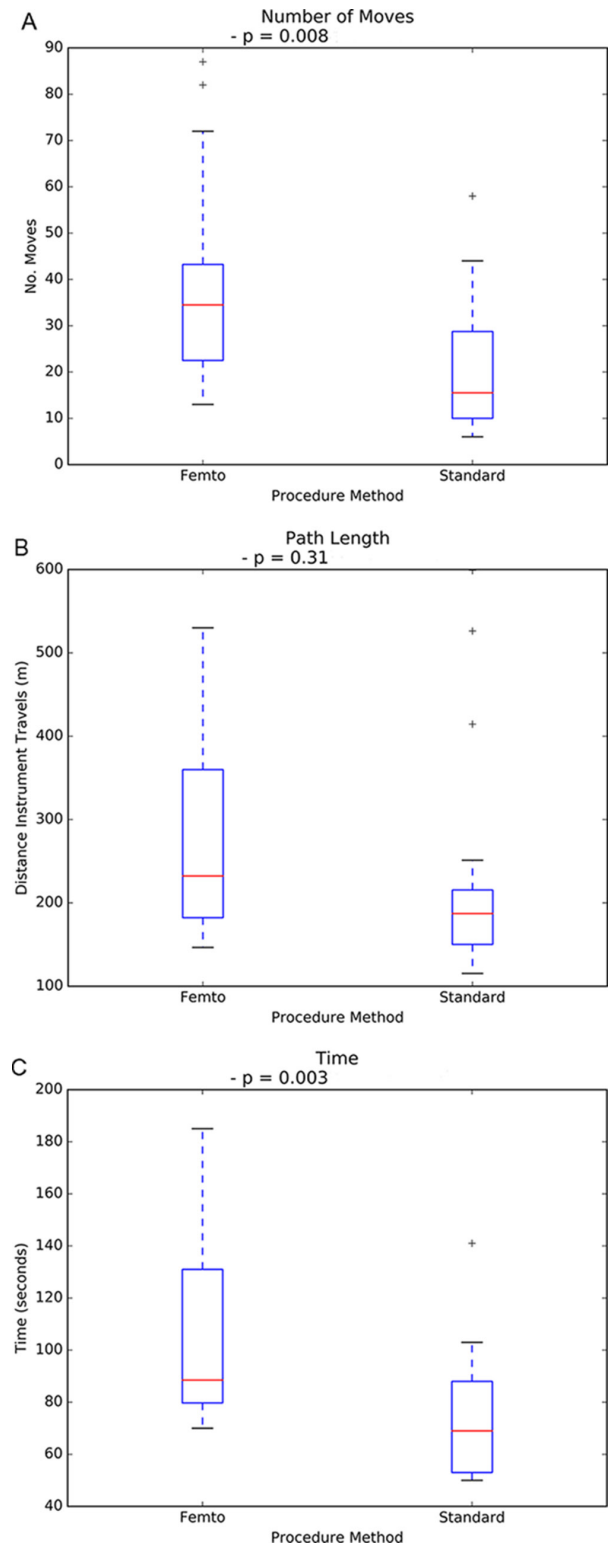 A
Number of Moves
- p = 0.008
90
80
70
60
50
40
30
20
10
0
No. Moves
Femto Standard
Procedure Method
B
Path Length
- p = 0.31
600
500
400
300
200
100
Distance Instrument Travels (m)
Femto Standard
Procedure Method
C
Time
- p = 0.003
200
180
160
140
120
100
80
60
40
Time (seconds)
Femto Standard
Procedure Method